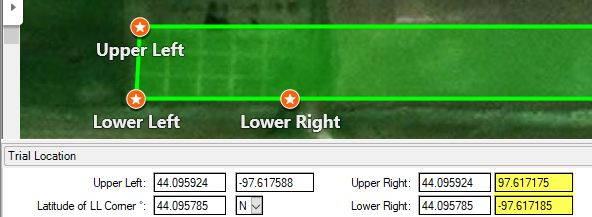 Upper Left
Lower Left Lower Right
Trial Location
Upper Left: 44.095924 -97.617588 Upper Right: 44.095924 97.617175
Latitude of LL Corner °: 44.095785 N Lower Right: 44.095785 -97.617185